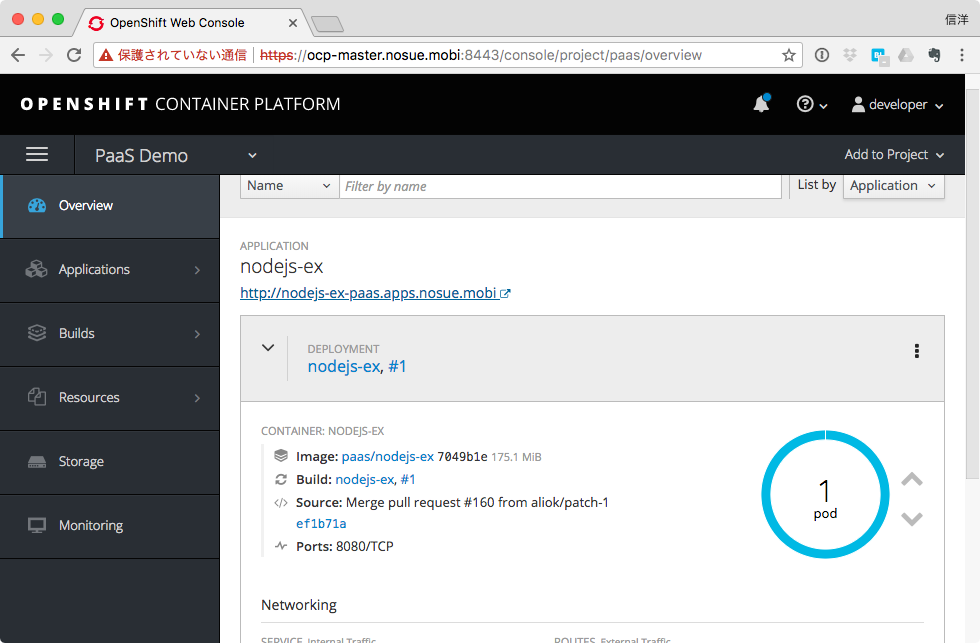 OpenShift Web Console
信洋
保護されていない通信 https://ocp-master.nosue.mobi:8443/console/project/paas/overview
OPENSHIFT CONTAINER PLATFORM
developer
PaaS Demo
Add to Project
Name
Filter by name
List by
Application
Overview
Applications
Builds
Resources
Storage
Monitoring
APPLICATION
nodejs-ex
http://nodejs-ex-paas.apps.nosue.mobi
DEPLOYMENT
nodejs-ex, #1
CONTAINER: NODEJS-EX
Image: paas/nodejs-ex 7049b1e 175.1 MiB
Build: nodejs-ex, #1
Source: Merge pull request #160 from aliok/patch-1
ef1b71a
Ports: 8080/TCP
1
pod
Networking
SERVICE Internal Traffic
ROUTES External Traffic